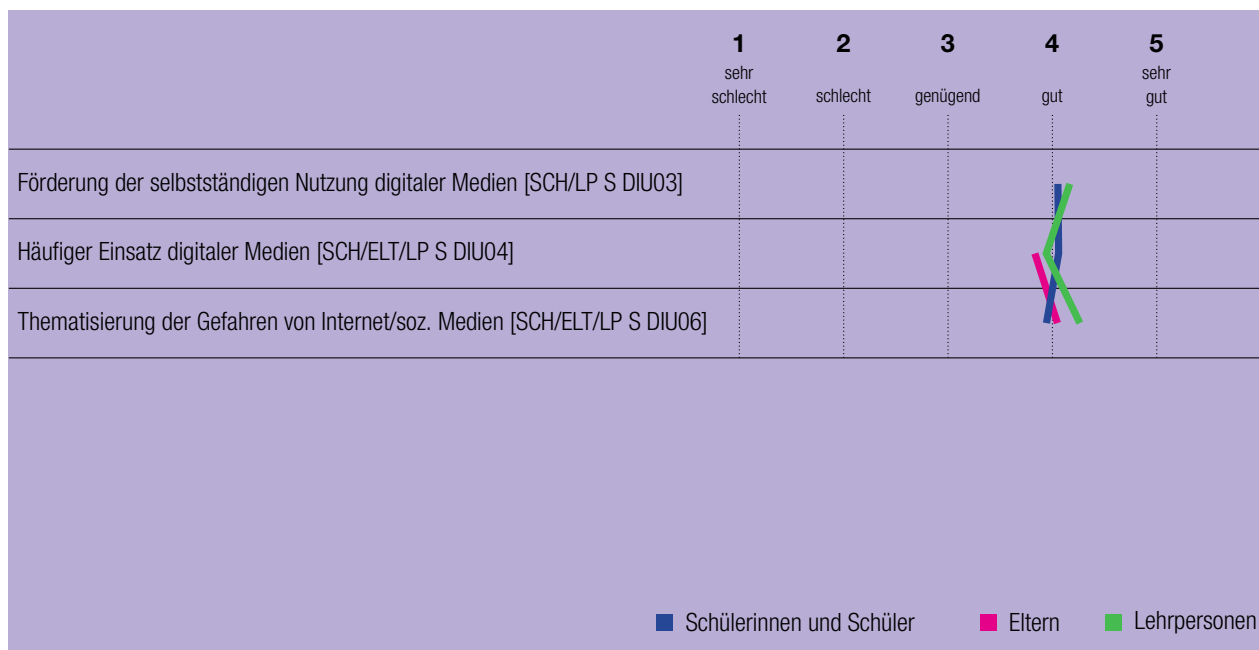 1 2 3 4 5
sehr schlecht schlecht genügend gut sehr gut
Förderung der selbstständigen Nutzung digitaler Medien [SCH/LP S DIU03]
Häufiger Einsatz digitaler Medien [SCH/ELT/LP S DIU04]
Thematisierung der Gefahren von Internet/soz. Medien [SCH/ELT/LP S DIU06]
Schülerinnen und Schüler Eltern Lehrpersonen